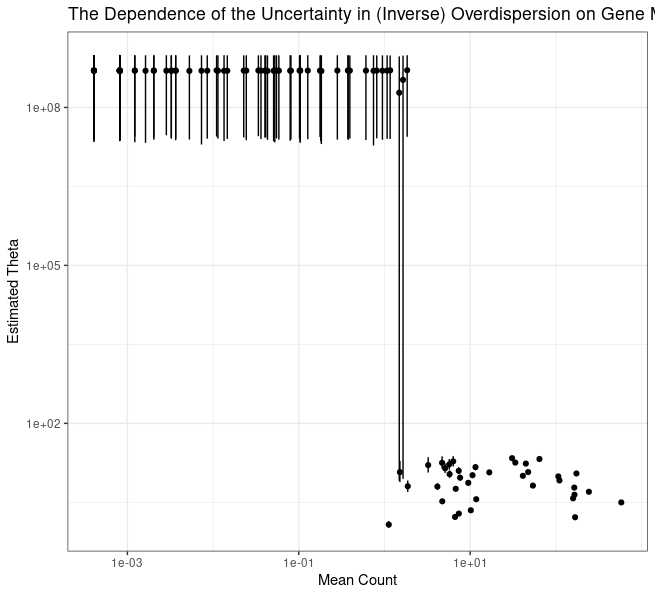 The Dependence of the Uncertainty in (Inverse) Overdispersion on Gene
1e+08
1e+05
1e+02
Estimated Theta
1e-03
1e-01
1e+01
Mean Count